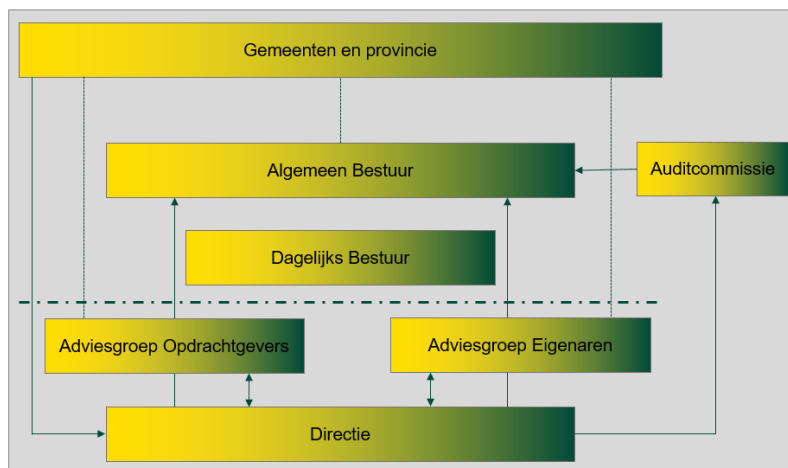 Gemeenten en provincie
Algemeen Bestuur
Auditcommissie
Dagelijks Bestuur
Adviesgroep Opdrachtgevers
Adviesgroep Eigenaren
Directie